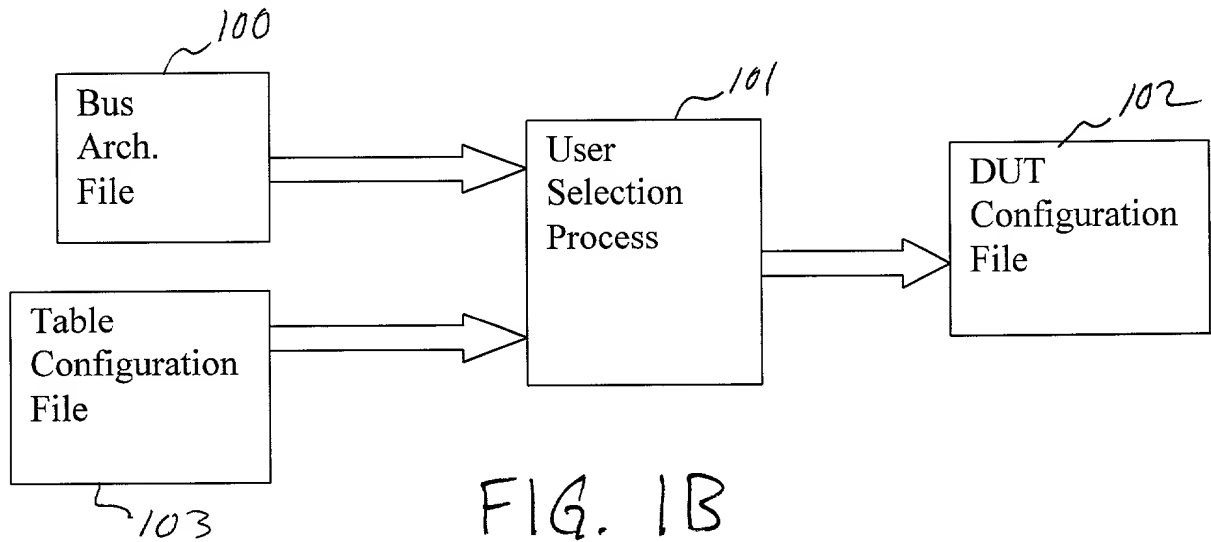 100
Bus
Arch.
File
101
User
Selection
Process
102
DUT
Configuration
File
Table
Configuration
File
103
FIG. 1B